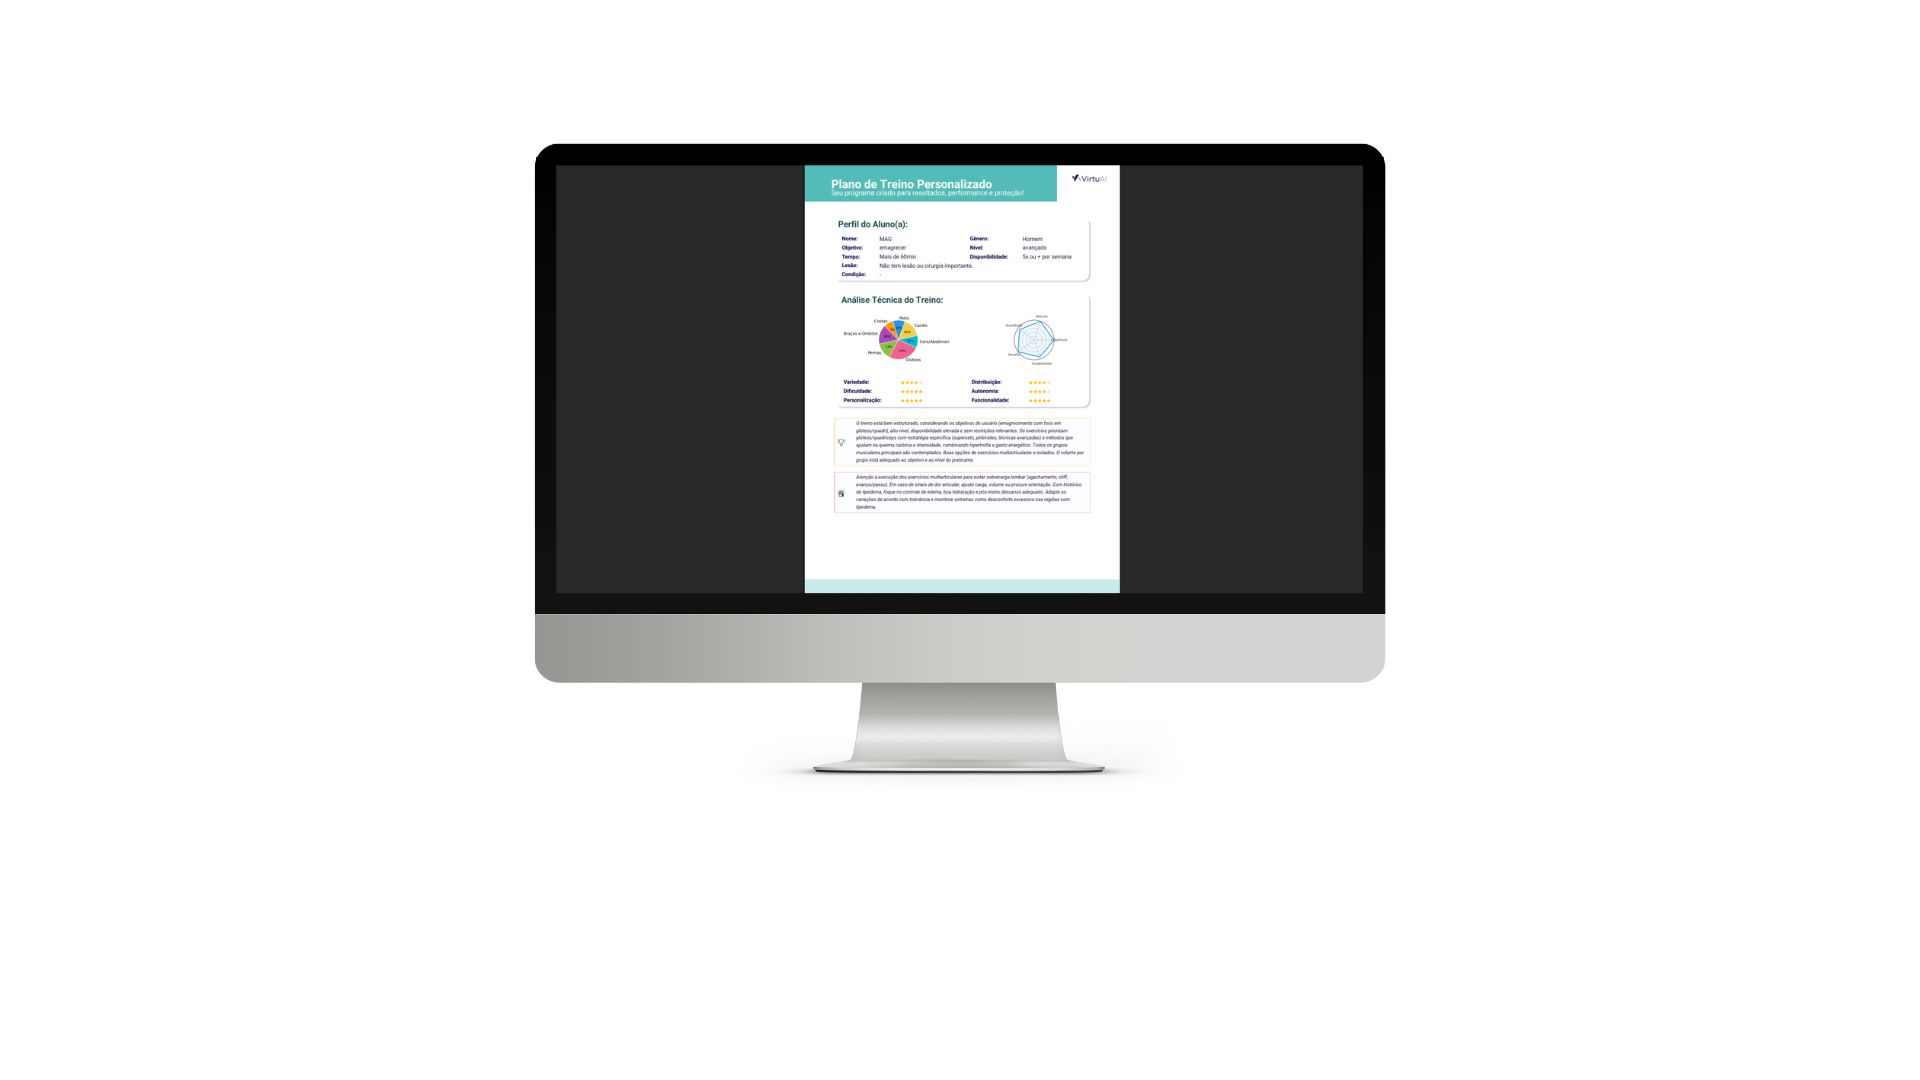 Plano de Treino Personalizado
Seu programa criado para resultados, performance e proteção!
VirtuAI
Perfil do Aluno(a):
Nome: MAG Gênero: Homem
Objetivo: emagrecer Nível: avançado
Tempo: Mais de 60min Disponibilidade: 5x ou + por semana
Lesão: Não tem lesão ou cirurgia importante.
Condição: -
Análise Técnica do Treino:
Peito
Costas
Cardio
Braços e Ombros
Core/Abdômen
Pernas
Glúteos
Volume
Estrutura
Variedade: ★★★★ Distribuição: ★★★★
Dificuldade: ★★★★★ Autonomia: ★★★★
Personalização: ★★★★★ Funcionalidade: ★★★★★
O treino está bem estruturado, considerando os objetivos do usuário (emagrecimento com foco em
glúteos/quadril), alto nível, disponibilidade elevada e sem restrições relevantes. Os exercícios priorizam
glúteos/quadríceps com estratégia específica (supersets, pirâmides, técnicas avançadas) e métodos que
ajudam na queima calórica e intensidade, combinando hipertrofia e gasto energético. Todos os grupos
musculares principais são contemplados. Boas opções de exercícios multiarticulares e isolados. O volume por
grupo está adequado ao objetivo e ao nível do praticante.
Atenção à execução dos exercícios multiarticulares para evitar sobrecarga lombar (agachamento, stiff,
avanço/passo). Em caso de sinais de dor articular, ajuste carga, volume ou procure orientação. Com histórico
de lipedema, foque no controle de edema, boa hidratação e pós-treino descanso adequado. Adapte as
variações de acordo com tolerância e monitore sintomas como desconforto excessivo nas regiões com
lipedema.